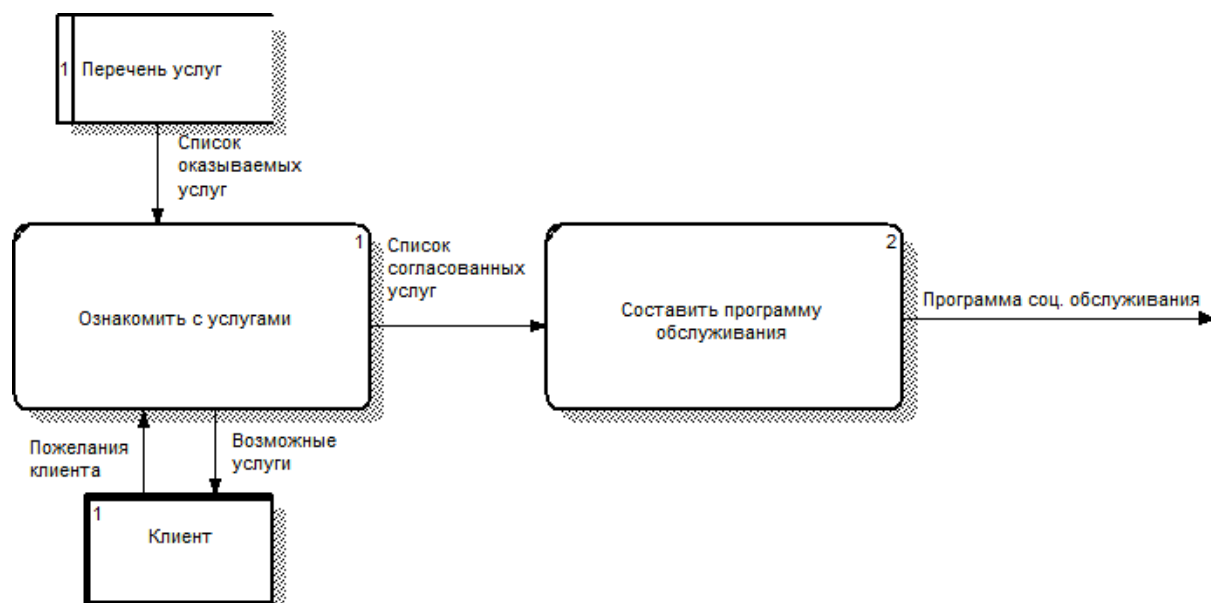 1 Перечень услуг
Список
оказываемых
услуг
1
Ознакомить с услугами
Список
согласованных
услуг
2
Составить программу
обслуживания
Программа соц. обслуживания
Пожелания
клиента
Возможные
услуги
1
Клиент